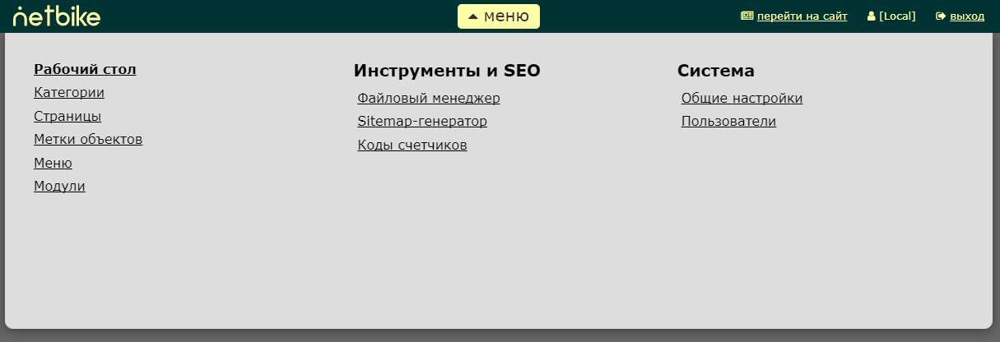 netbike
меню
перейти на сайт
[Local]
выход
Рабочий стол
Категории
Страницы
Метки объектов
Меню
Модули
Инструменты и SEO
Файловый менеджер
Sitemap-генератор
Коды счетчиков
Система
Общие настройки
Пользователи